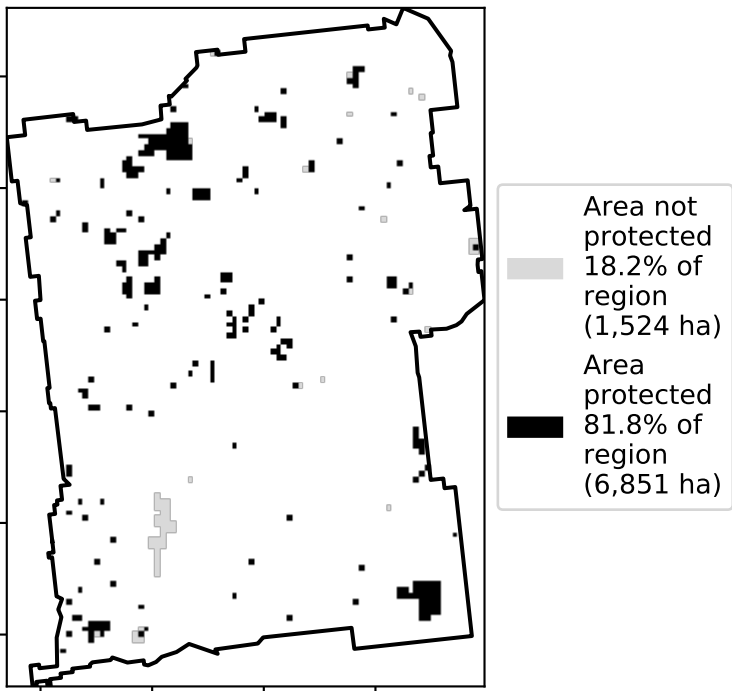 Area not
protected
18.2% of
region
(1,524 ha)
Area
protected
81.8% of
region
(6,851 ha)